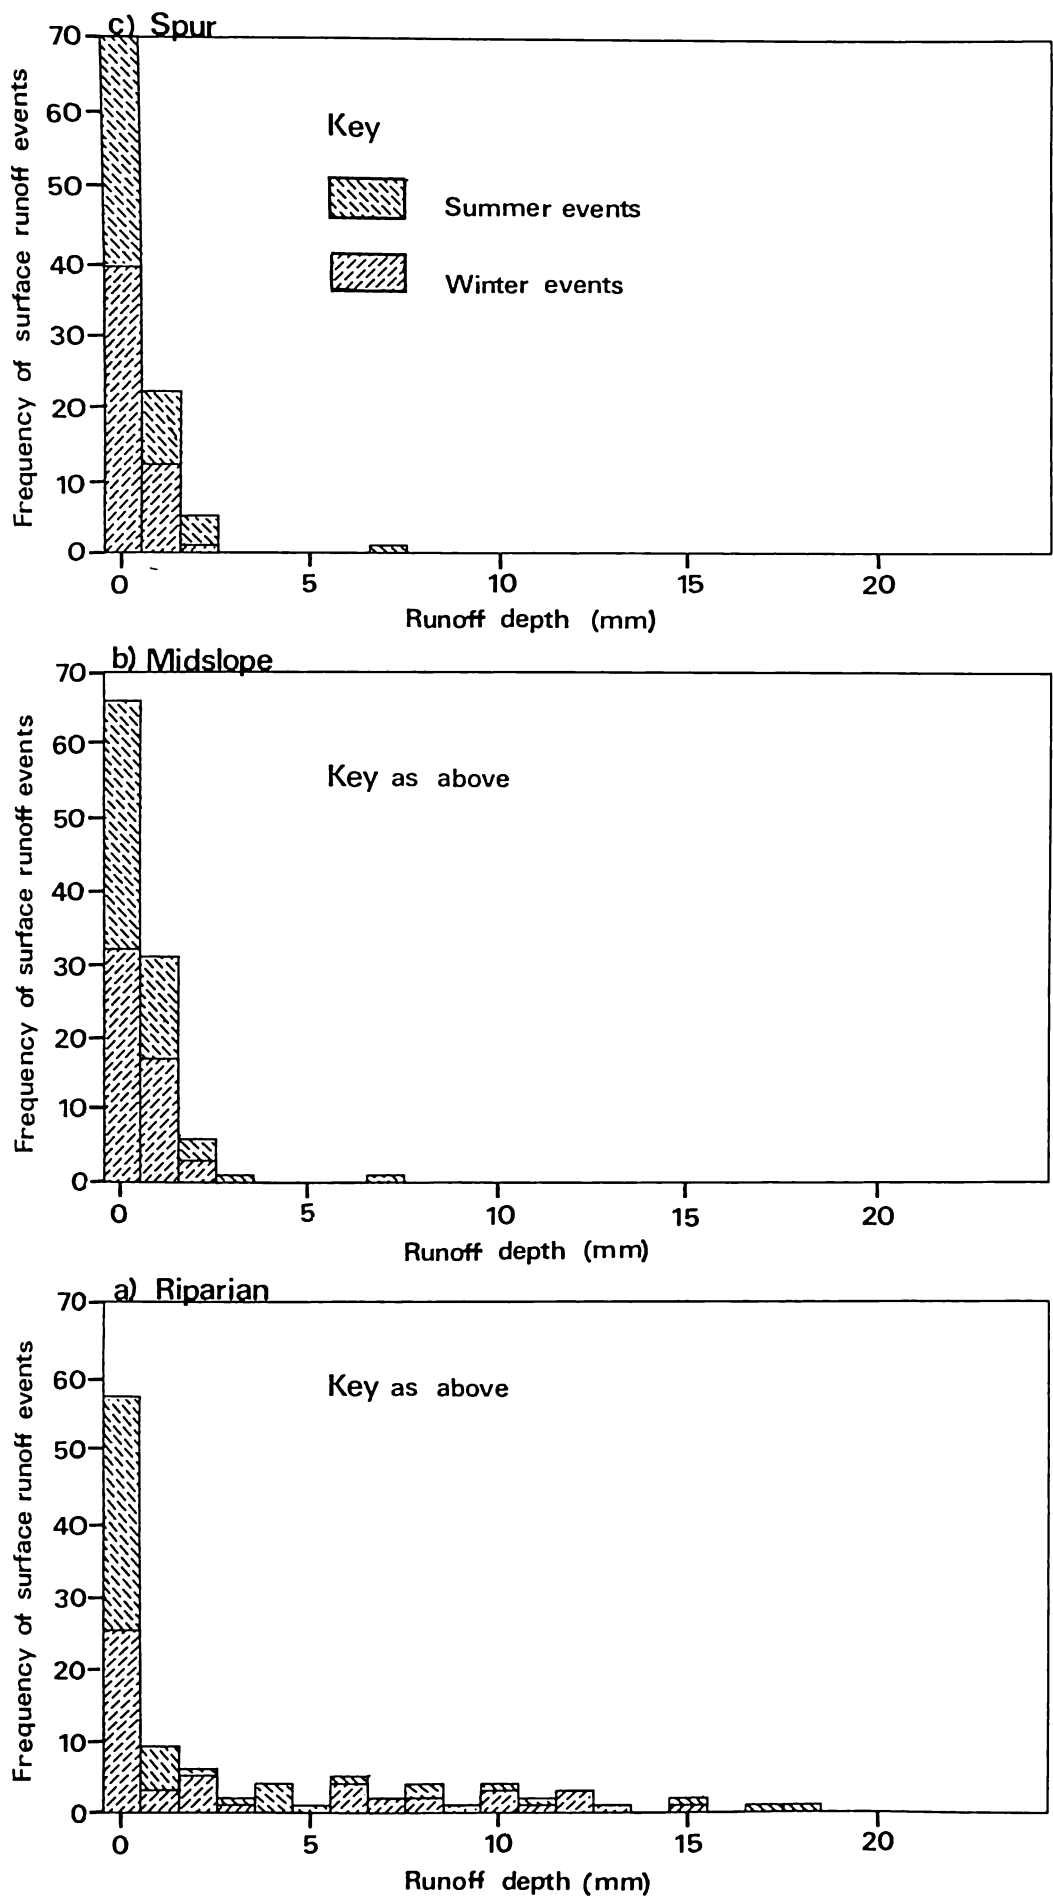 c) Spur
70
60
50
40
30
20
10
0
Frequency of surface runoff events
Key
Summer events
Winter events
0 5 10 15 20
Runoff depth (mm)
b) Midslope
70
60
50
40
30
20
10
0
Frequency of surface runoff events
Key as above
0 5 10 15 20
Runoff depth (mm)
a) Riparian
70
60
50
40
30
20
10
0
Frequency of surface runoff events
Key as above
0 5 10 15 20
Runoff depth (mm)